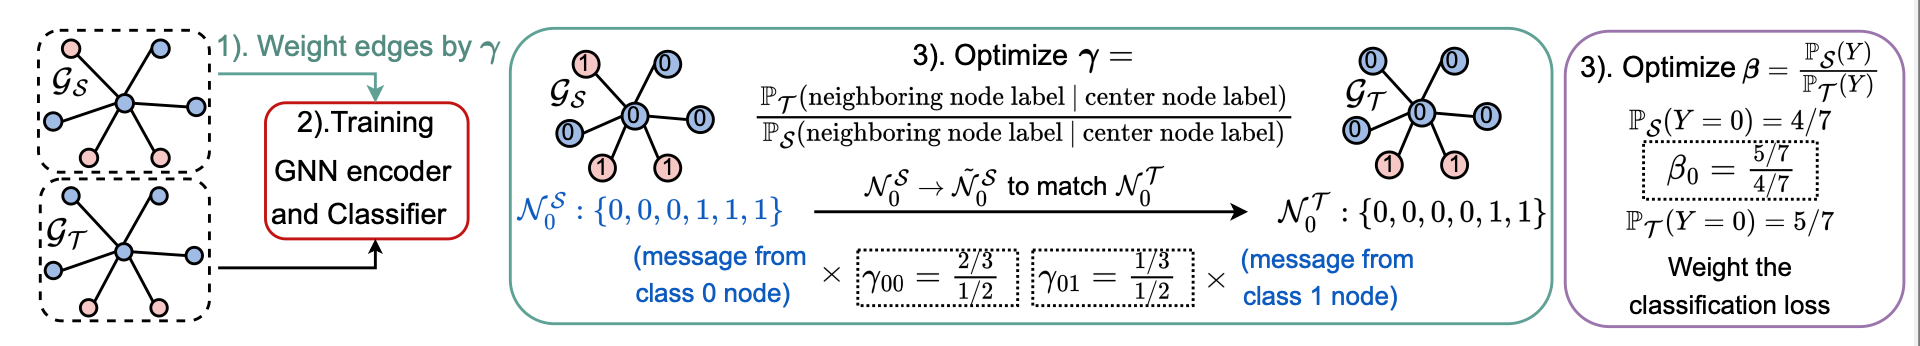 1). Weight edges by γ
𝒢_𝒮
2).Training
GNN encoder
and Classifier
𝒢_𝒯
3). Optimize γ =
ℙ_𝒯(neighboring node label | center node label)
ℙ_𝒮(neighboring node label | center node label)
𝒢_𝒮
1
0
0
0
0
1
1
𝒢_𝒯
0
0
0
0
0
1
1
𝒩_0^𝒮 → 𝒩̃_0^𝒮 to match 𝒩_0^𝒯
𝒩_0^𝒮 : {0, 0, 0, 1, 1, 1}
𝒩_0^𝒯 : {0, 0, 0, 0, 1, 1}
(message from
class 0 node)
× γ_00 = 2/3 / 1/2
γ_01 = 1/3 / 1/2 ×
(message from
class 1 node)
3). Optimize β = ℙ_𝒮(Y) / ℙ_𝒯(Y)
ℙ_𝒮(Y = 0) = 4/7
β_0 = 5/7 / 4/7
ℙ_𝒯(Y = 0) = 5/7
Weight the
classification loss